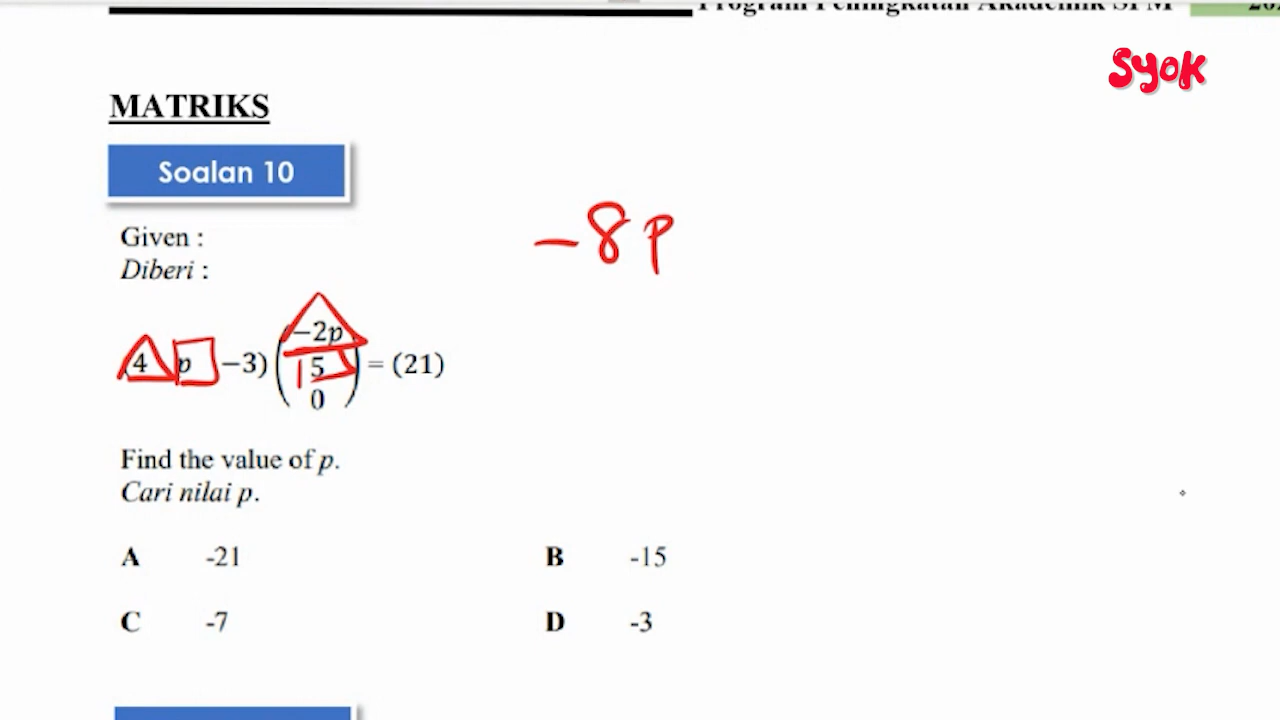 Program Peningkatan Akademik SPM
Syok
MATRIKS
Soalan 10
Given :
Diberi :
-8p
(4 p −3) (−2p 5 0) = (21)
Find the value of p.
Cari nilai p.
A -21 B -15
C -7 D -3